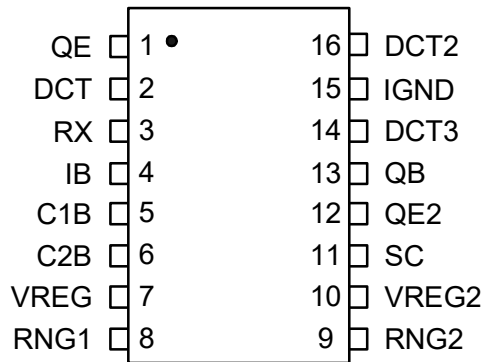 QE 1 16 DCT2
DCT 2 15 IGND
RX 3 14 DCT3
IB 4 13 QB
C1B 5 12 QE2
C2B 6 11 SC
VREG 7 10 VREG2
RNG1 8 9 RNG2